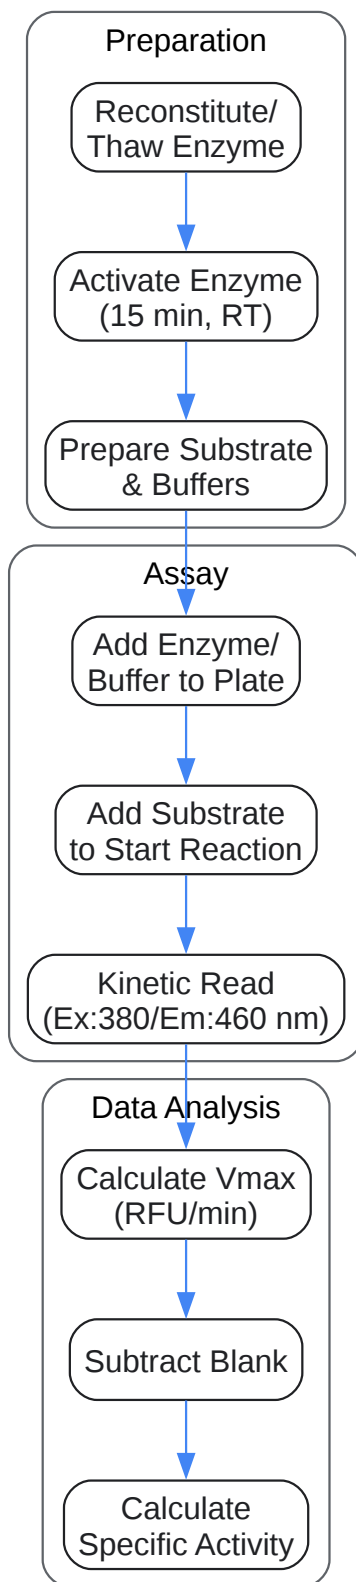 Preparation
Reconstitute/
Thaw Enzyme
Activate Enzyme
(15 min, RT)
Prepare Substrate
& Buffers
Assay
Add Enzyme/
Buffer to Plate
Add Substrate
to Start Reaction
Kinetic Read
(Ex:380/Em:460 nm)
Data Analysis
Calculate Vmax
(RFU/min)
Subtract Blank
Calculate
Specific Activity